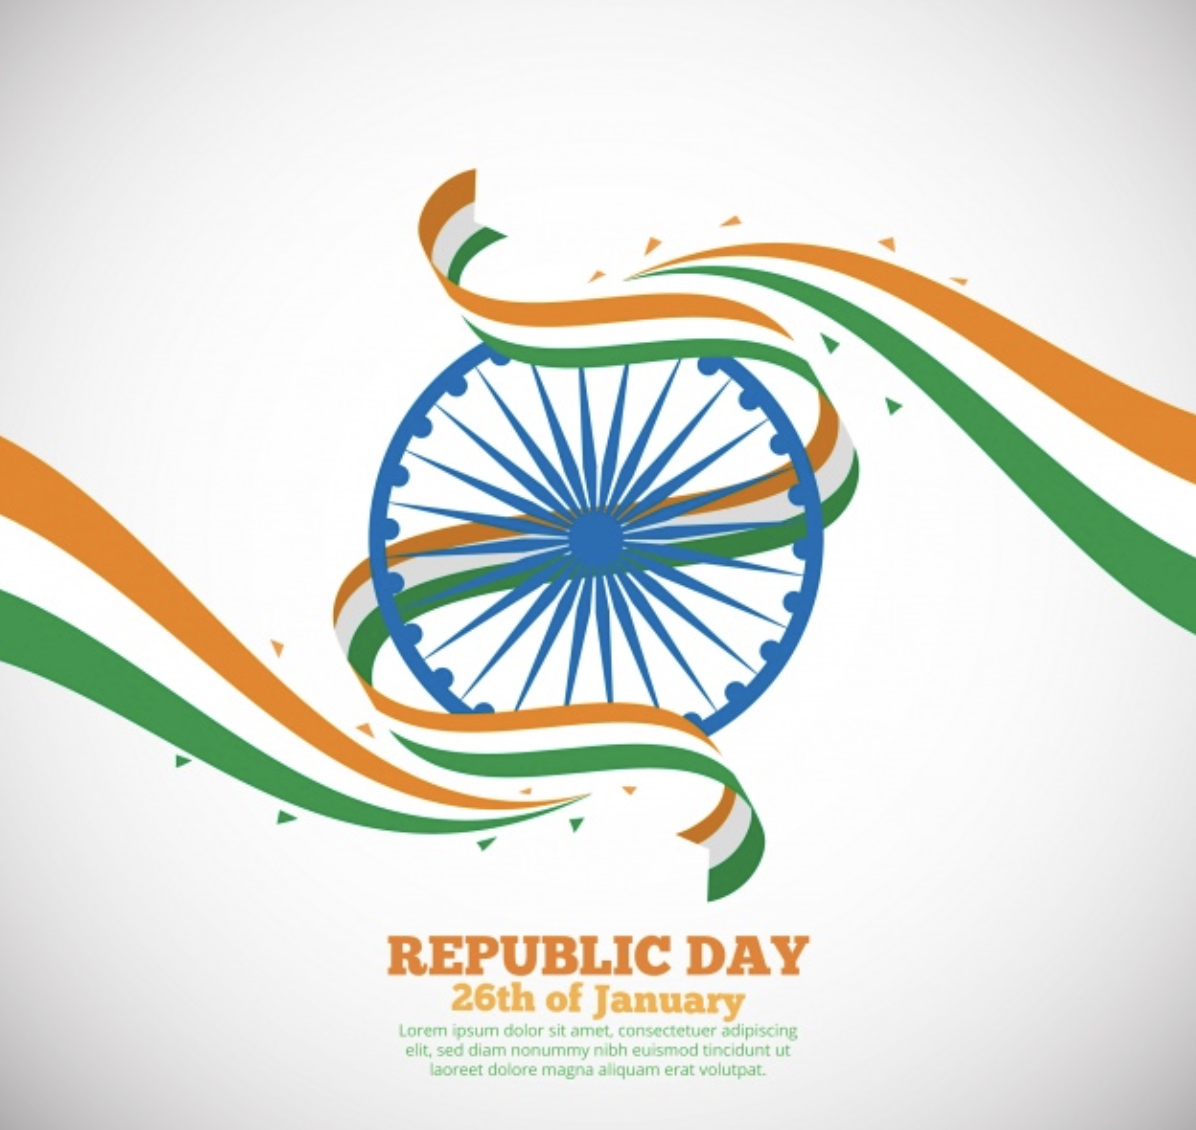 REPUBLIC DAY
26th of January
Lorem ipsum dolor sit amet, consectetuer adipiscing
elit, sed diam nonummy nibh euismod tincidunt ut
laoreet dolore magna aliquam erat volutpat.